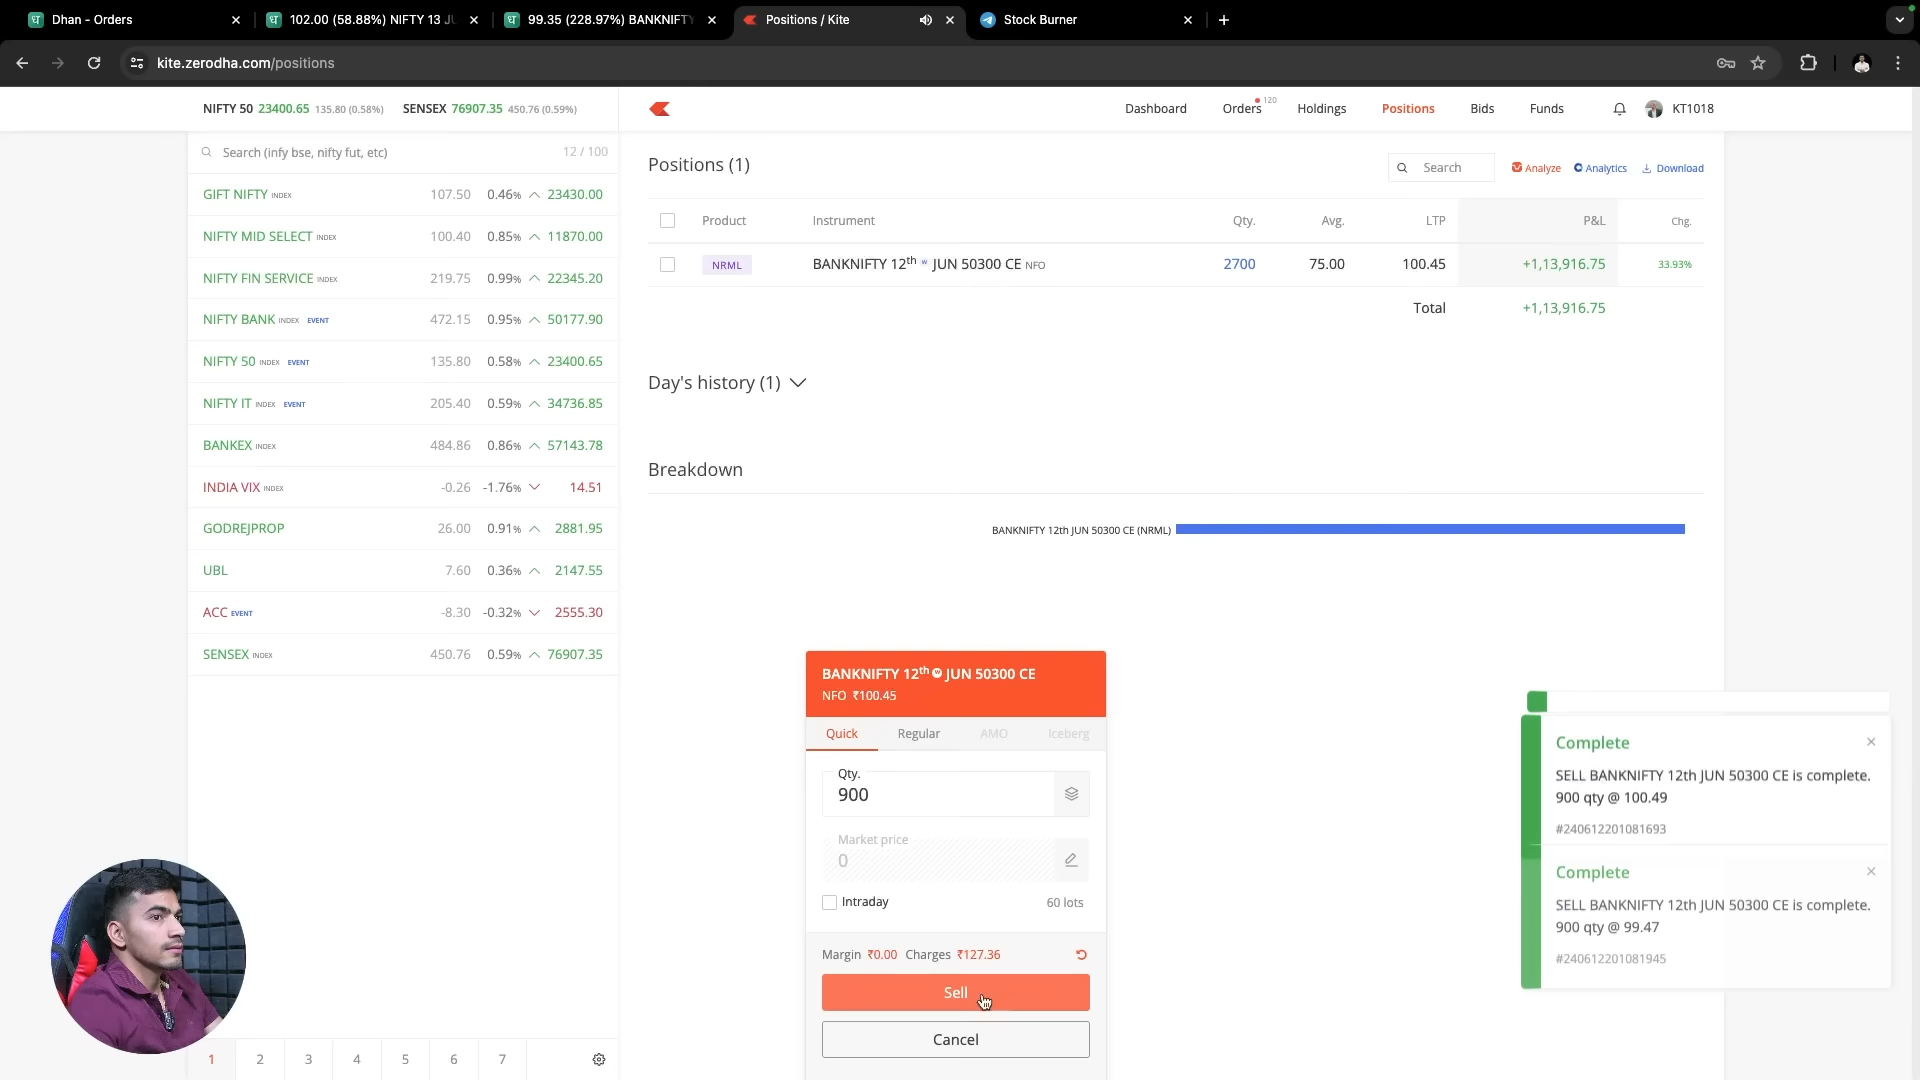 Dhan - Orders
102.00 (58.88%) NIFTY 13 JU
99.35 (228.97%) BANKNIFTY
Positions / Kite
Stock Burner
kite.zerodha.com/positions
NIFTY 50 23400.65 135.80 (0.58%) SENSEX 76907.35 450.76 (0.59%)
Dashboard Orders 120 Holdings Positions Bids Funds KT1018
Search (infy bse, nifty fut, etc) 12 / 100
GIFT NIFTY INDEX 107.50 0.46% 23430.00
NIFTY MID SELECT INDEX 100.40 0.85% 11870.00
NIFTY FIN SERVICE INDEX 219.75 0.99% 22345.20
NIFTY BANK INDEX EVENT 472.15 0.95% 50177.90
NIFTY 50 INDEX EVENT 135.80 0.58% 23400.65
NIFTY IT INDEX EVENT 205.40 0.59% 34736.85
BANKEX INDEX 484.86 0.86% 57143.78
INDIA VIX INDEX -0.26 -1.76% 14.51
GODREJPROP 26.00 0.91% 2881.95
UBL 7.60 0.36% 2147.55
ACC EVENT -8.30 -0.32% 2555.30
SENSEX INDEX 450.76 0.59% 76907.35
1 2 3 4 5 6 7
Positions (1)
Search Analyze Analytics Download
Product Instrument Qty. Avg. LTP P&L Chg.
NRML BANKNIFTY 12th w JUN 50300 CE NFO 2700 75.00 100.45 +1,13,916.75 33.93%
Total +1,13,916.75
Day's history (1)
Breakdown
BANKNIFTY 12th JUN 50300 CE (NRML)
BANKNIFTY 12th w JUN 50300 CE
NFO ₹100.45
Quick Regular AMO Iceberg
Qty.
900
Market price
0
Intraday 60 lots
Margin ₹0.00 Charges ₹127.36
Sell
Cancel
Complete
SELL BANKNIFTY 12th JUN 50300 CE is complete.
900 qty @ 100.49
#240612201081693
Complete
SELL BANKNIFTY 12th JUN 50300 CE is complete.
900 qty @ 99.47
#240612201081945